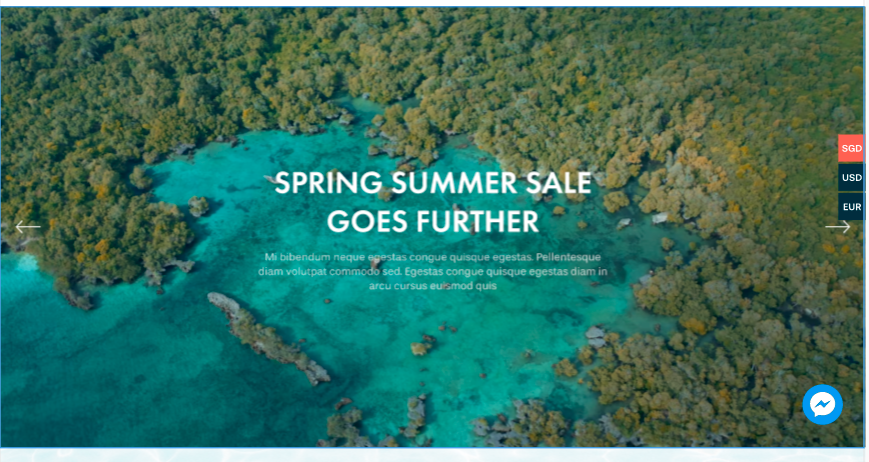 SPRING SUMMER SALE
GOES FURTHER
Mi bibendum neque egestas congue quisque egestas. Pellentesque
diam volutpat commodo sed. Egestas congue quisque egestas diam in
arcu cursus euismod quis
SGD
USD
EUR